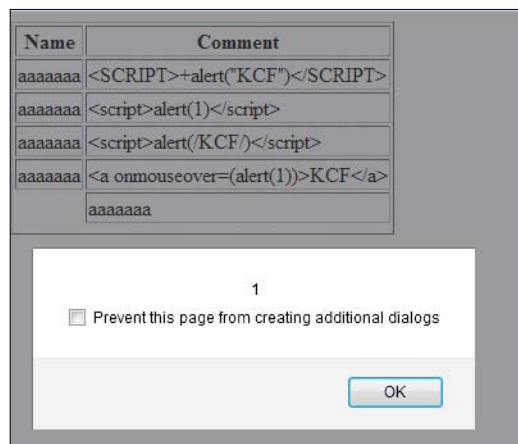 Name Comment
aaaaaaa <SCRIPT>+alert("KCF")</SCRIPT>
aaaaaaa <script>alert(1)</script>
aaaaaaa <script>alert(/KCF/)</script>
aaaaaaa <a onmouseover=(alert(1))>KCF</a>
aaaaaaa
1
Prevent this page from creating additional dialogs
OK